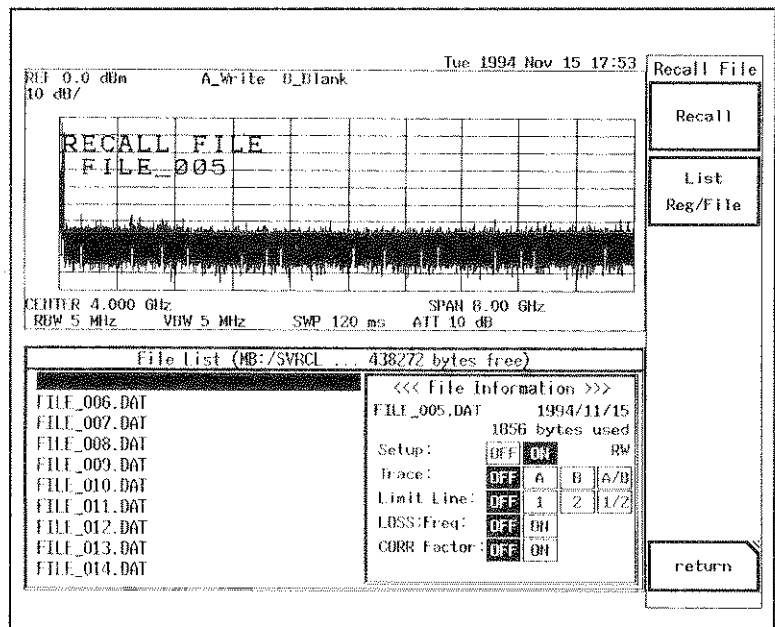 Tue 1994 Nov 15 17:53
REF 0.0 dBm A_Write B_Blank
10 dB/
RECALL FILE
FILE_005
CENTER 4.000 GHz SPAN 8.00 GHz
RBW 5 MHz VBW 5 MHz SWP 120 ms ATT 10 dB
File List (MB:/SVRCL ... 438272 bytes free)
FILE_006.DAT
FILE_007.DAT
FILE_008.DAT
FILE_009.DAT
FILE_010.DAT
FILE_011.DAT
FILE_012.DAT
FILE_013.DAT
FILE_014.DAT
<<< File Information >>>
FILE_005.DAT 1994/11/15
1856 bytes used
Setup: OFF ON RW
Trace: OFF A B A/B
Limit Line: OFF 1 2 1/2
LOSS:Freq: OFF ON
CORR Factor: OFF ON
Recall File
Recall
List
Reg/File
return